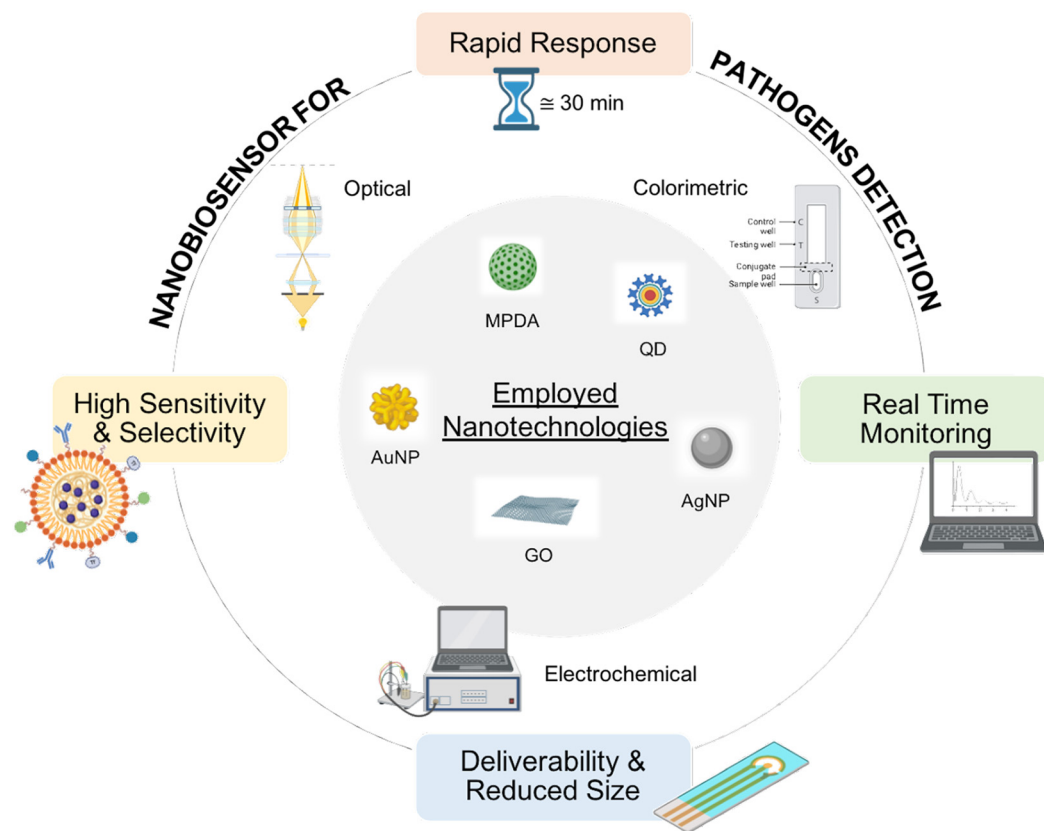 Rapid Response
≅ 30 min
NANOBIOSENSOR FOR
PATHOGENS DETECTION
Optical
Colorimetric
Control
well
C
Testing well
T
Conjugate
pad
Sample well
S
MPDA
QD
High Sensitivity
& Selectivity
Employed
Nanotechnologies
Real Time
Monitoring
AuNP
AgNP
GO
Electrochemical
Deliverability &
Reduced Size